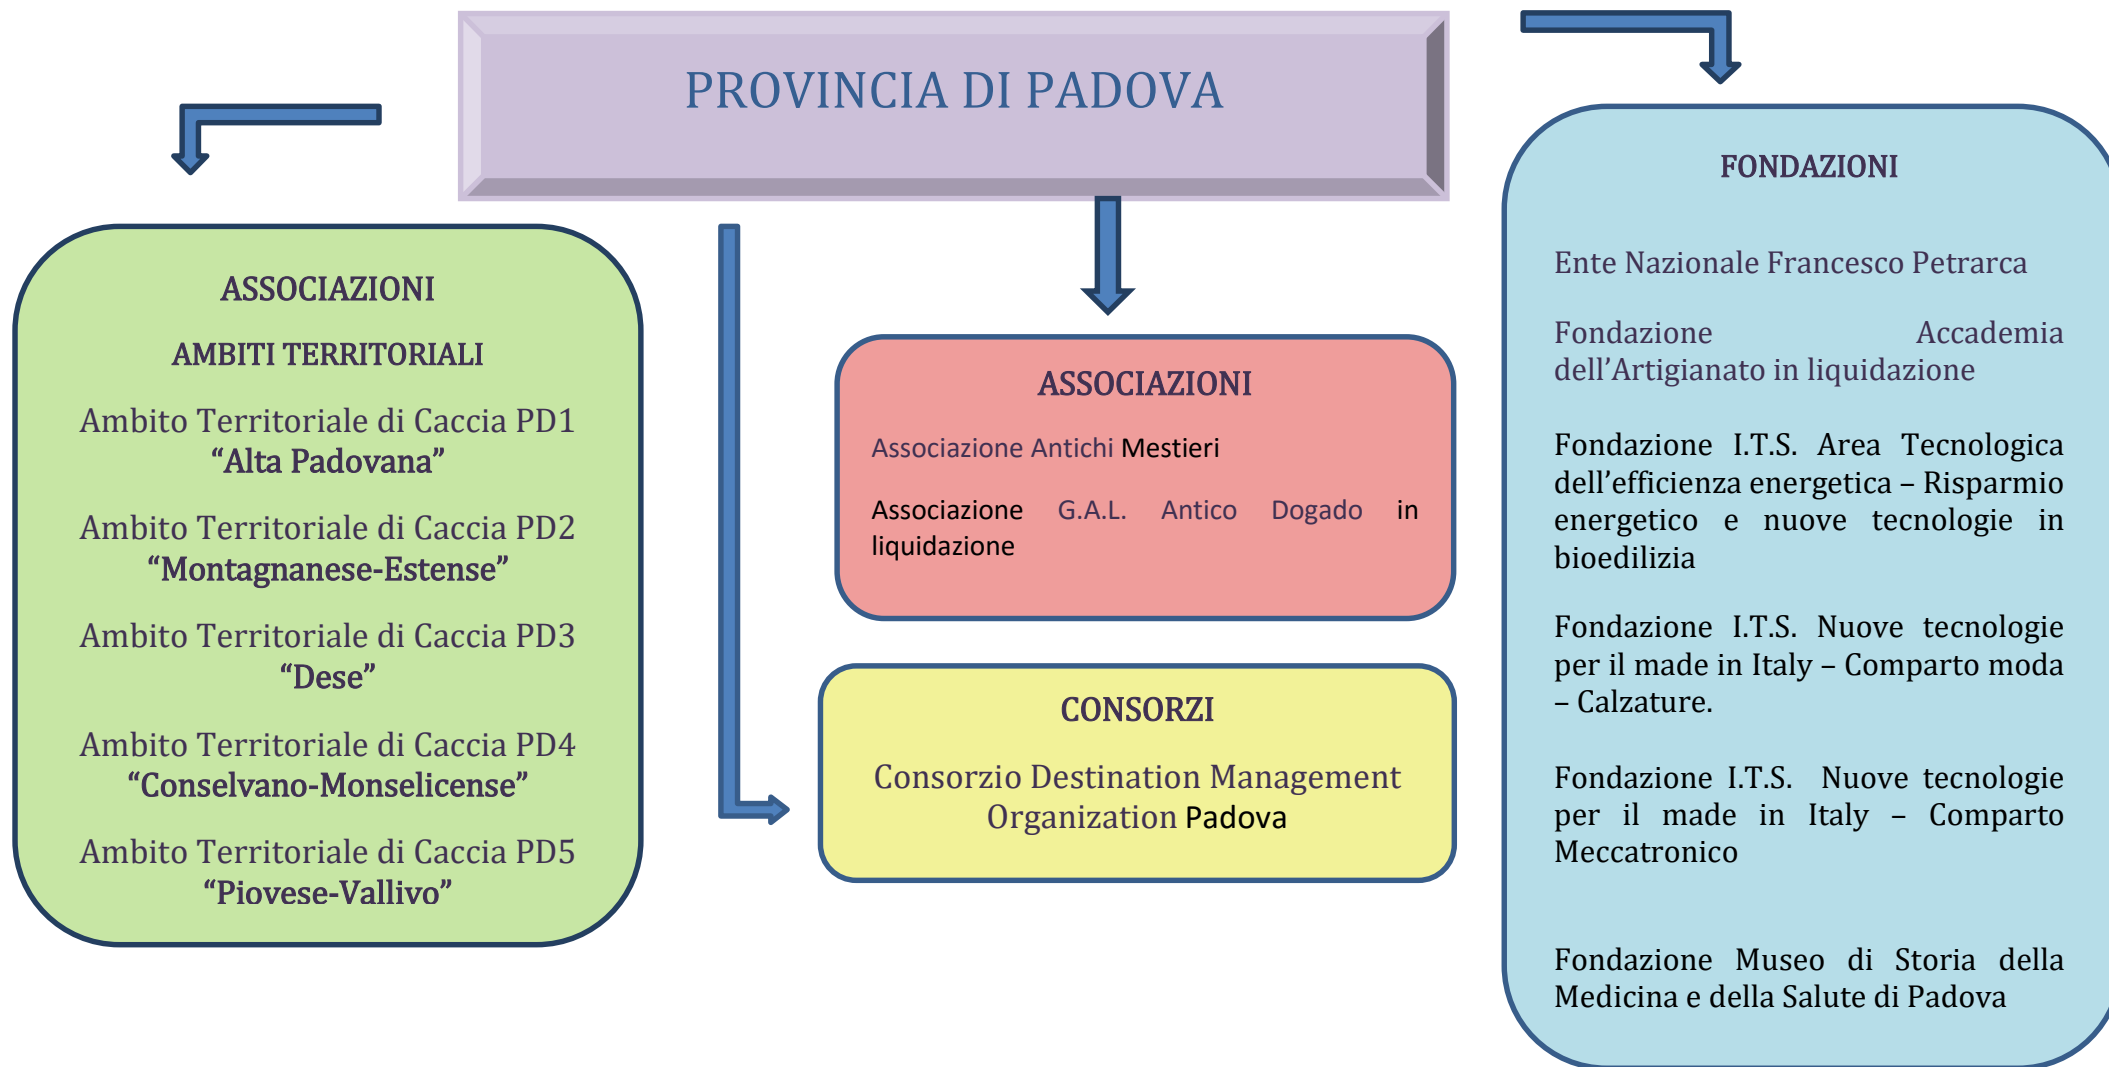 PROVINCIA DI PADOVA
ASSOCIAZIONI
AMBITI TERRITORIALI
Ambito Territoriale di Caccia PD1
“Alta Padovana”
Ambito Territoriale di Caccia PD2
“Montagnanese-Estense”
Ambito Territoriale di Caccia PD3
“Dese”
Ambito Territoriale di Caccia PD4
“Conselvano-Monselicense”
Ambito Territoriale di Caccia PD5
“Piovese-Vallivo”
ASSOCIAZIONI
Associazione Antichi Mestieri
Associazione G.A.L. Antico Dogado in
liquidazione
CONSORZI
Consorzio Destination Management
Organization Padova
FONDAZIONI
Ente Nazionale Francesco Petrarca
Fondazione Accademia
dell’Artigianato in liquidazione
Fondazione I.T.S. Area Tecnologica
dell’efficienza energetica – Risparmio
energetico e nuove tecnologie in
bioedilizia
Fondazione I.T.S. Nuove tecnologie
per il made in Italy – Comparto moda
– Calzature.
Fondazione I.T.S. Nuove tecnologie
per il made in Italy – Comparto
Meccatronico
Fondazione Museo di Storia della
Medicina e della Salute di Padova